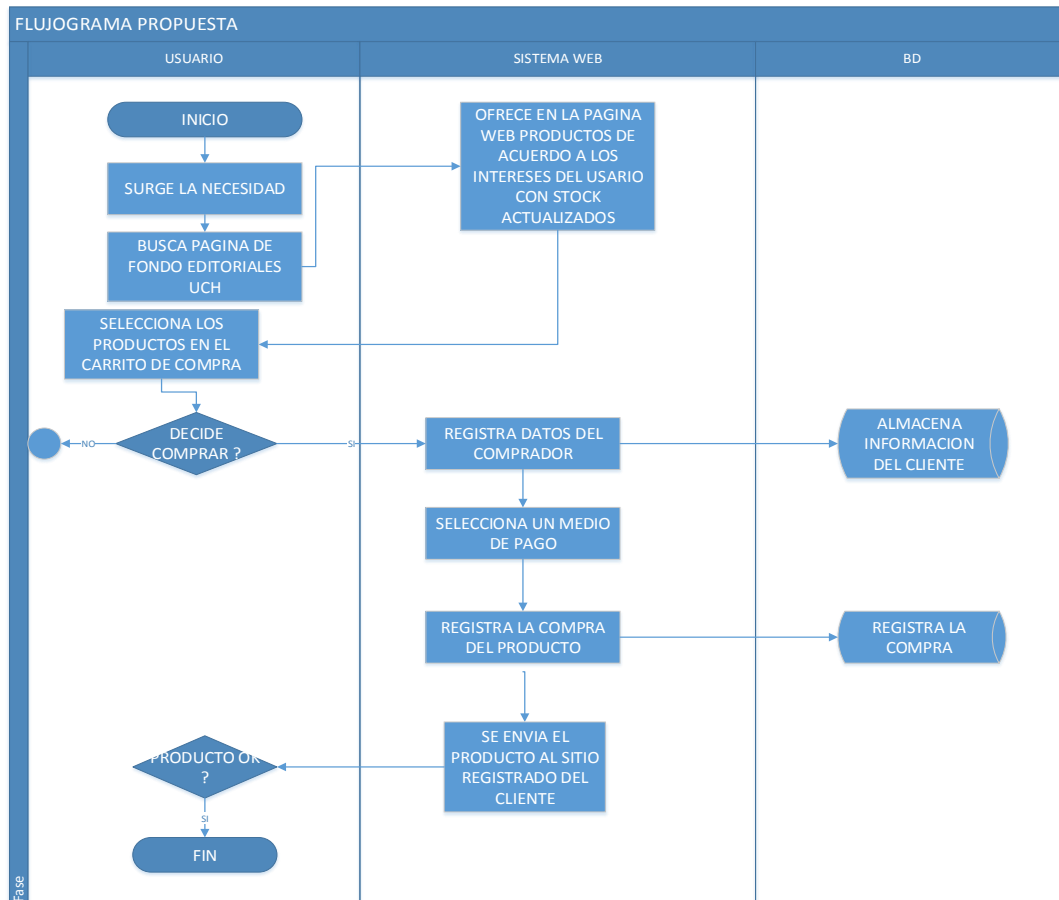 FLUJOGRAMA PROPUESTA
USUARIO
SISTEMA WEB
BD
INICIO
SURGE LA NECESIDAD
BUSCA PAGINA DE
FONDO EDITORIALES
UCH
OFRECE EN LA PAGINA
WEB PRODUCTOS DE
ACUERDO A LOS
INTERESES DEL USARIO
CON STOCK
ACTUALIZADOS
SELECCIONA LOS
PRODUCTOS EN EL
CARRITO DE COMPRA
DECIDE
COMPRAR ?
NO
SI
REGISTRA DATOS DEL
COMPRADOR
ALMACENA
INFORMACION
DEL CLIENTE
SELECCIONA UN MEDIO
DE PAGO
REGISTRA LA COMPRA
DEL PRODUCTO
REGISTRA LA
COMPRA
SE ENVIA EL
PRODUCTO AL SITIO
REGISTRADO DEL
CLIENTE
PRODUCTO OK
?
SI
FIN
Fase